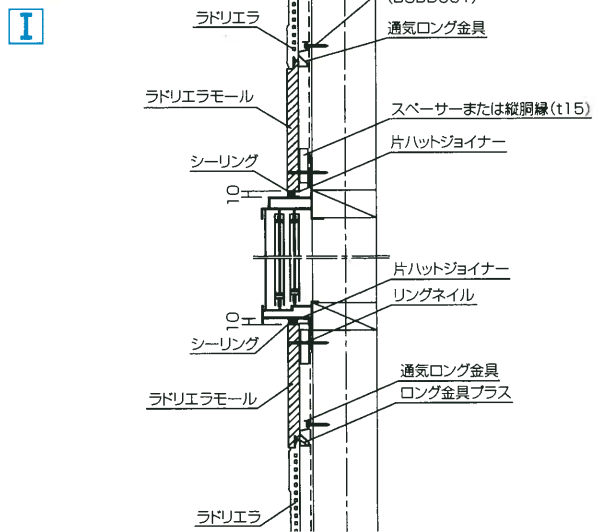 I
ラドリエラ
通気ロング金具
ラドリエラモール
スペーサーまたは縦胴縁(t15)
シーリング
片ハットジョイナー
10
片ハットジョイナー
リングネイル
10
シーリング
通気ロング金具
ラドリエラモール
ロング金具プラス
ラドリエラ